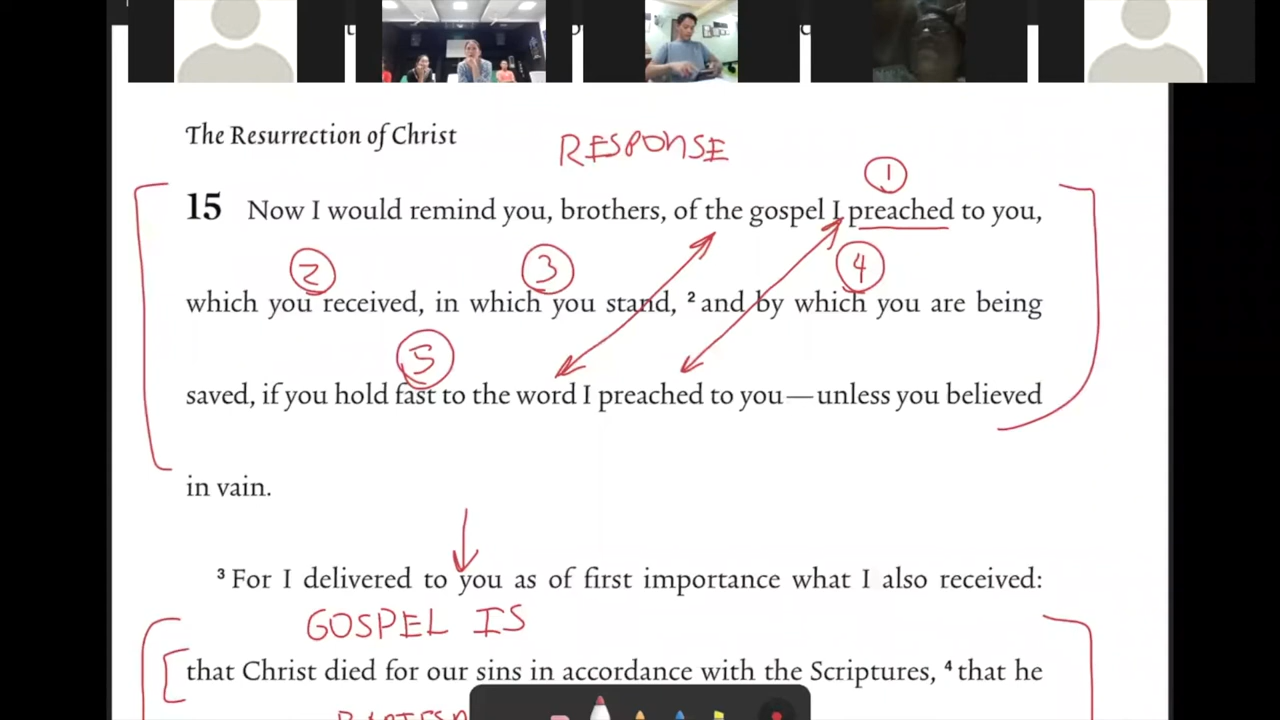 The Resurrection of Christ
RESPONSE
1
15 Now I would remind you, brothers, of the gospel I preached to you,
2 3 4
which you received, in which you stand, ² and by which you are being
5
saved, if you hold fast to the word I preached to you—unless you believed
in vain.
³ For I delivered to you as of first importance what I also received:
GOSPEL IS
that Christ died for our sins in accordance with the Scriptures, ⁴ that he